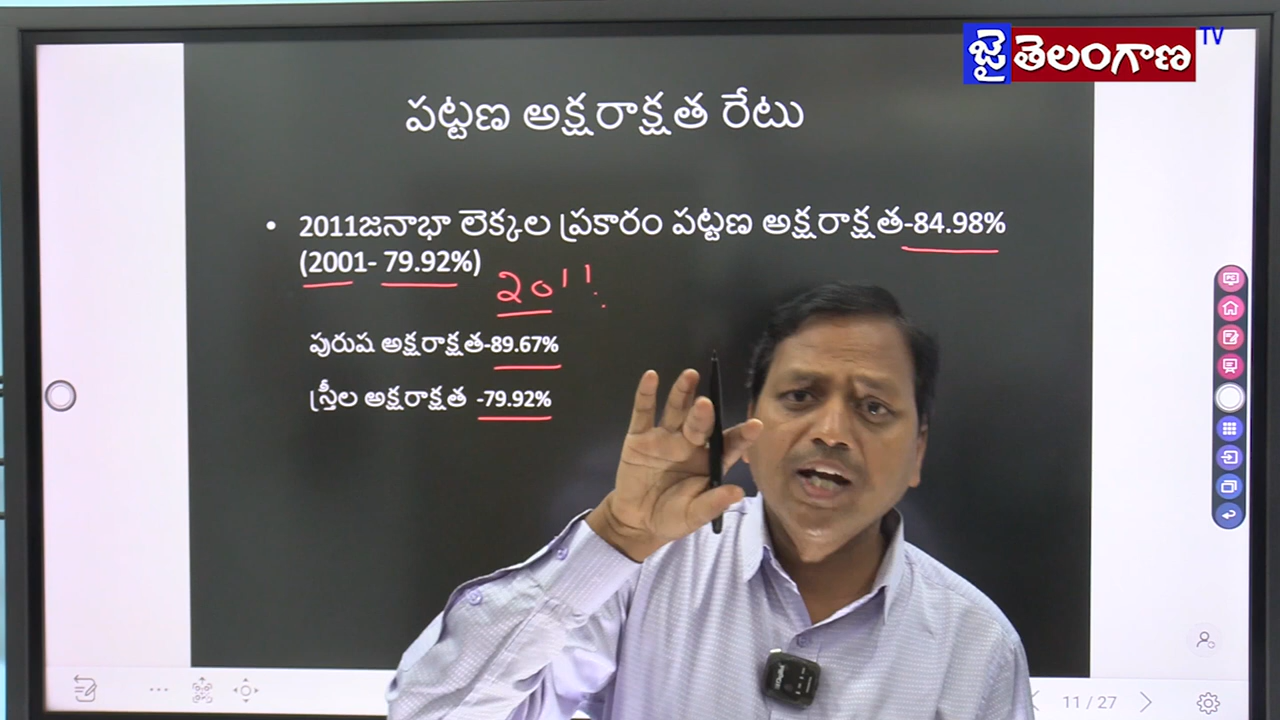 జై తెలంగాణ TV
పట్టణ అక్షరాక్షత రేటు
• 2011జనాభా లెక్కల ప్రకారం పట్టణ అక్షరాక్షత-84.98%
(2001- 79.92%)
2011
పురుష అక్షరాక్షత-89.67%
స్త్రీల అక్షరాక్షత -79.92%
11 / 27